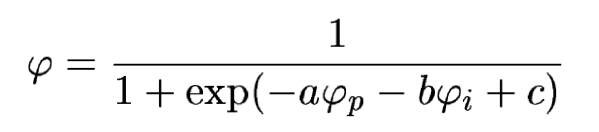 φ = 1 / (1 + exp(−aφ_p − bφ_i + c))